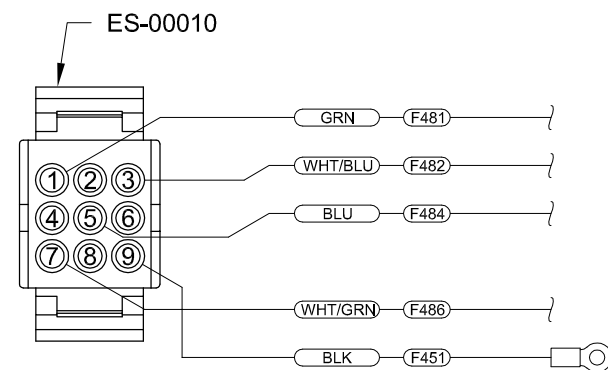 ES-00010
GRN F481
1 2 3 WHT/BLU F482
4 5 6 BLU F484
7 8 9
WHT/GRN F486
BLK F451